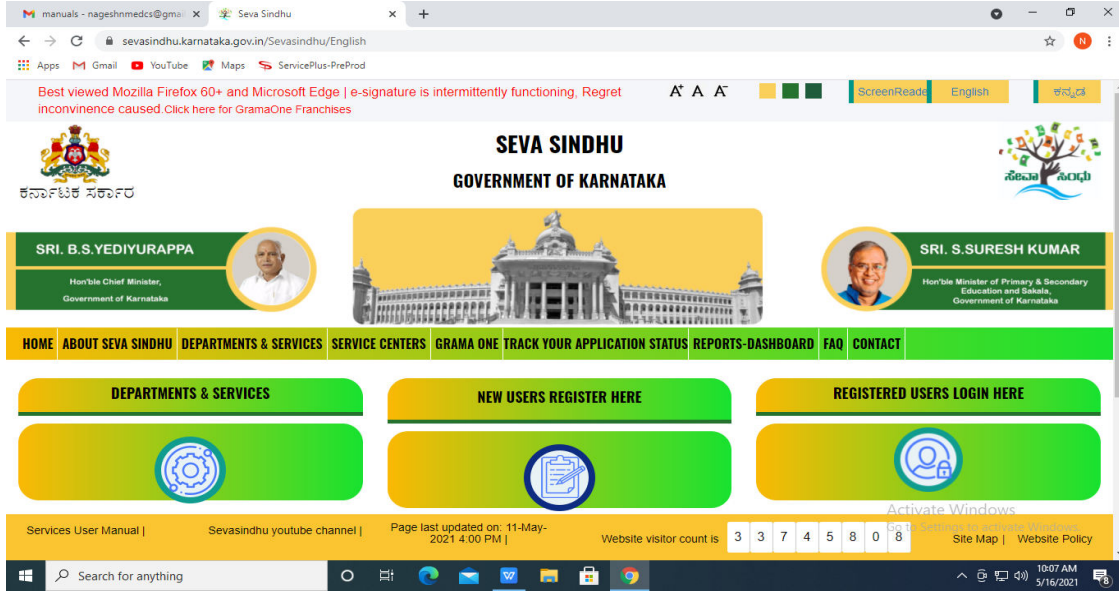 manuals - nageshnmedcs@gmai
Seva Sindhu
sevasindhu.karnataka.gov.in/Sevasindhu/English
N
Apps Gmail YouTube Maps ServicePlus-PreProd
Best viewed Mozilla Firefox 60+ and Microsoft Edge | e-signature is intermittently functioning, Regret
inconvinence caused.Click here for GramaOne Franchises
A+ A A-
ScreenReade
English
ಕನ್ನಡ
SEVA SINDHU
GOVERNMENT OF KARNATAKA
ಕರ್ನಾಟಕ ಸರ್ಕಾರ
ಸೇವಾ ಸಿಂಧು
SRI. B.S.YEDIYURAPPA
Hon'ble Chief Minister,
Government of Karnataka
SRI. S.SURESH KUMAR
Hon'ble Minister of Primary & Secondary
Education and Sakala,
Government of Karnataka
HOME ABOUT SEVA SINDHU DEPARTMENTS & SERVICES SERVICE CENTERS GRAMA ONE TRACK YOUR APPLICATION STATUS REPORTS-DASHBOARD FAQ CONTACT
DEPARTMENTS & SERVICES
NEW USERS REGISTER HERE
REGISTERED USERS LOGIN HERE
Activate Windows
Go to Settings to activate Windows.
Services User Manual |
Sevasindhu youtube channel |
Page last updated on: 11-May-
2021 4:00 PM |
Website visitor count is 3 3 7 4 5 8 0 8
Site Map | Website Policy
Search for anything
10:07 AM
5/16/2021
8